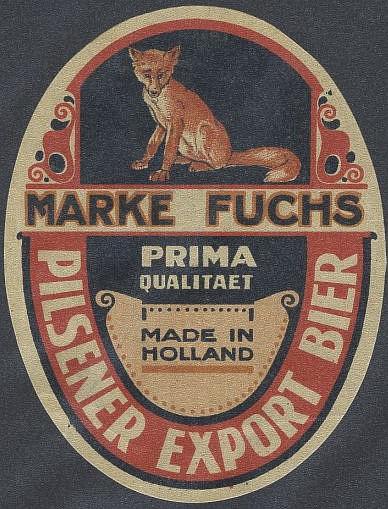 MARKE FUCHS
PRIMA
QUALITAET
MADE IN
HOLLAND
PILSENER EXPORT BIER